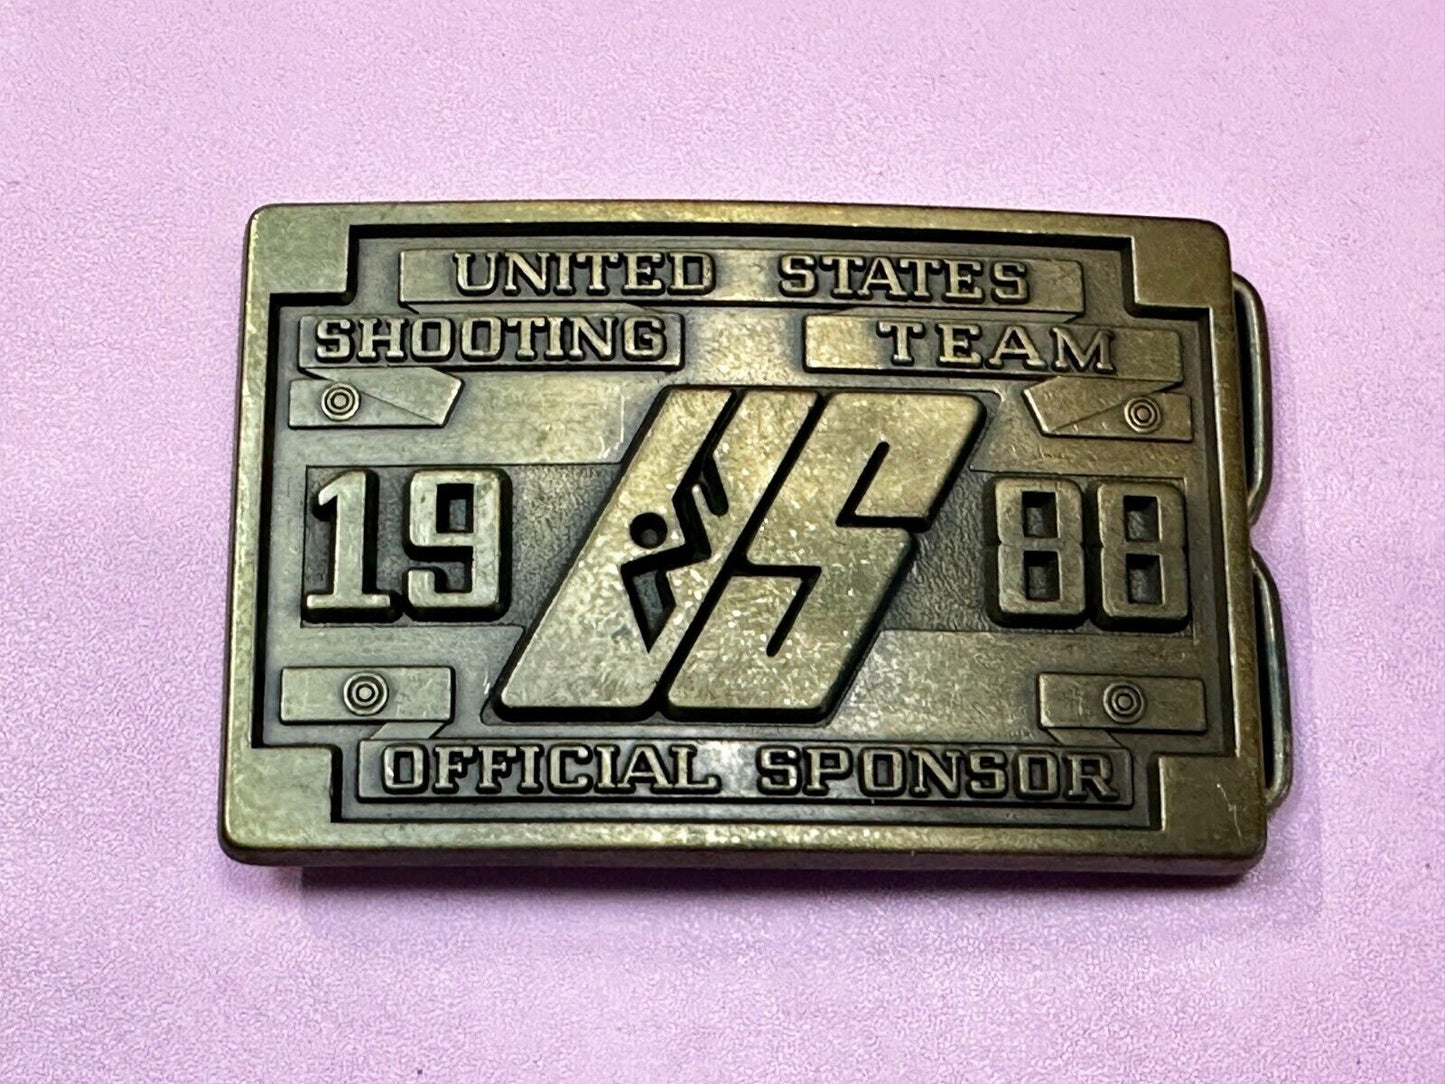 UNITED STATES
SHOOTING TEAM
US
19 88
OFFICIAL SPONSOR